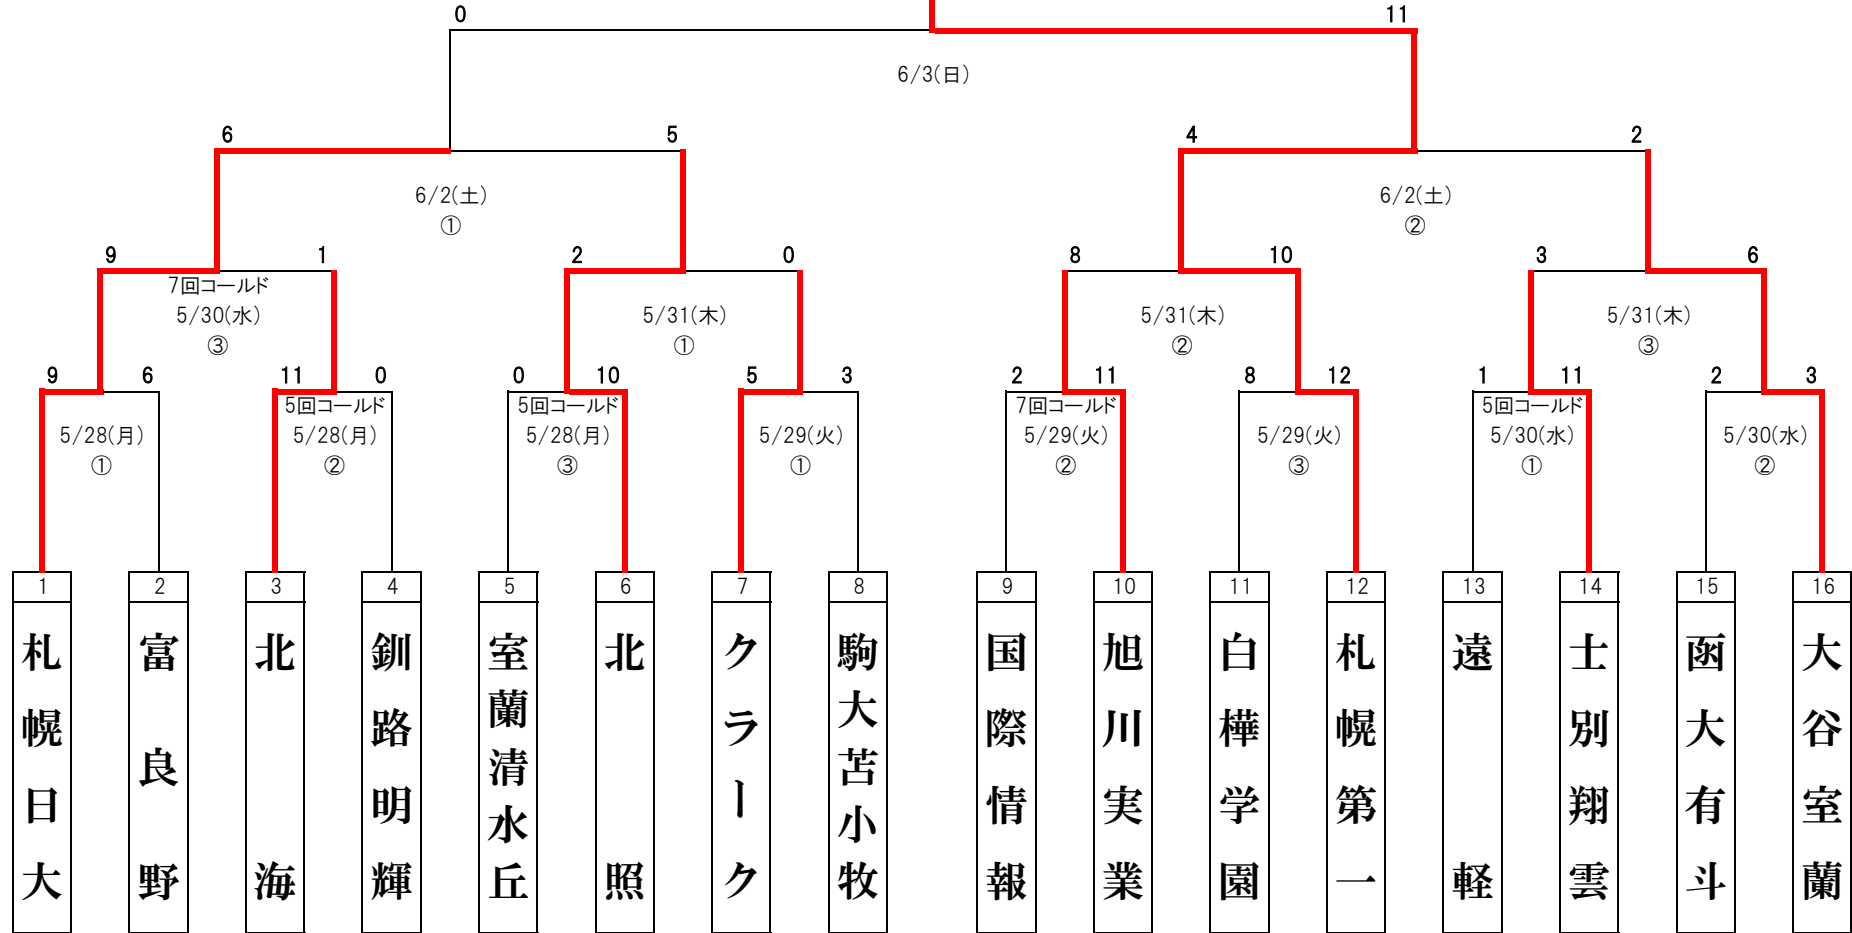 0 11
6/3(日)
6 5 4 2
6/2(土) 6/2(土)
① ②
9 1 2 0 8 10 3 6
7回コールド
5/30(水) 5/31(木) 5/31(木) 5/31(木)
③ ① ② ③
9 6 11 0 0 10 5 3 2 11 8 12 1 11 2 3
5回コールド 5回コールド 7回コールド 5回コールド
5/28(月) 5/28(月) 5/28(月) 5/29(火) 5/29(火) 5/29(火) 5/30(水) 5/30(水)
① ② ③ ① ② ③ ① ②
1 2 3 4 5 6 7 8 9 10 11 12 13 14 15 16
札幌日大
富良野
北海
釧路明輝
室蘭清水丘
北照
クラーク
駒大苫小牧
国際情報
旭川実業
白樺学園
札幌第一
遠軽
士別翔雲
函大有斗
大谷室蘭